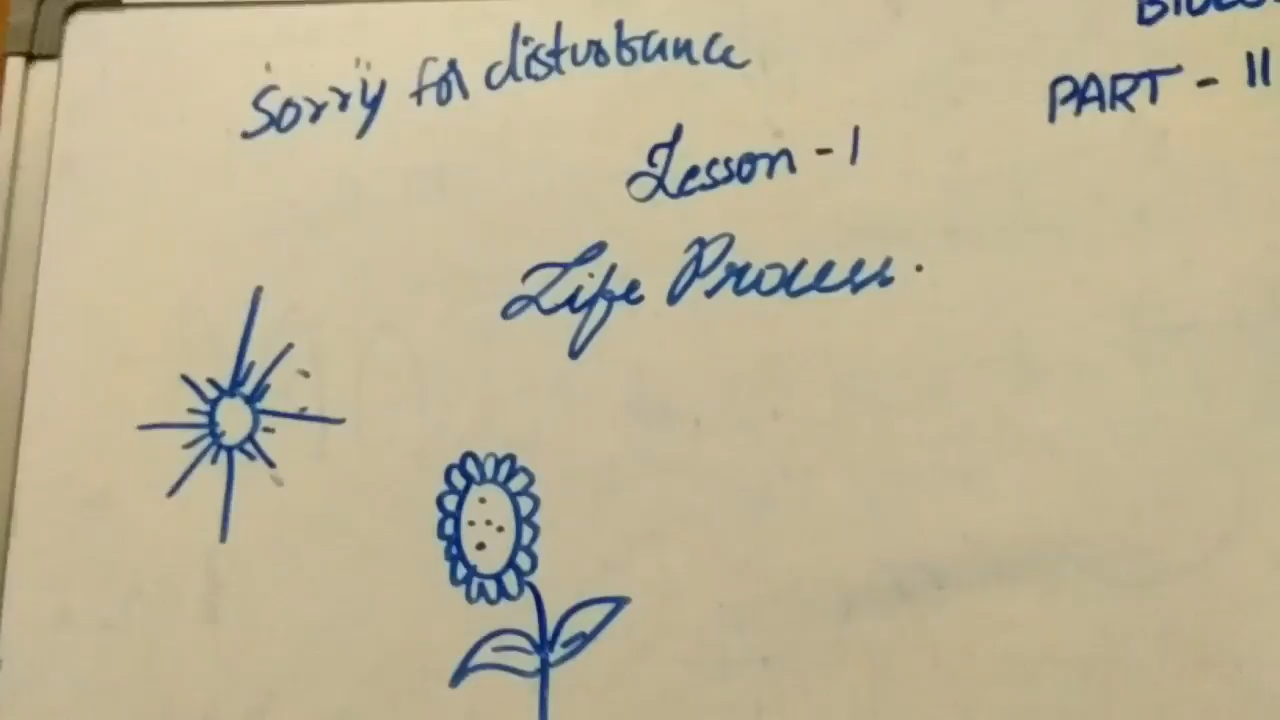 Sorry for disturbance
PART - II
Lesson - 1
Life Process.